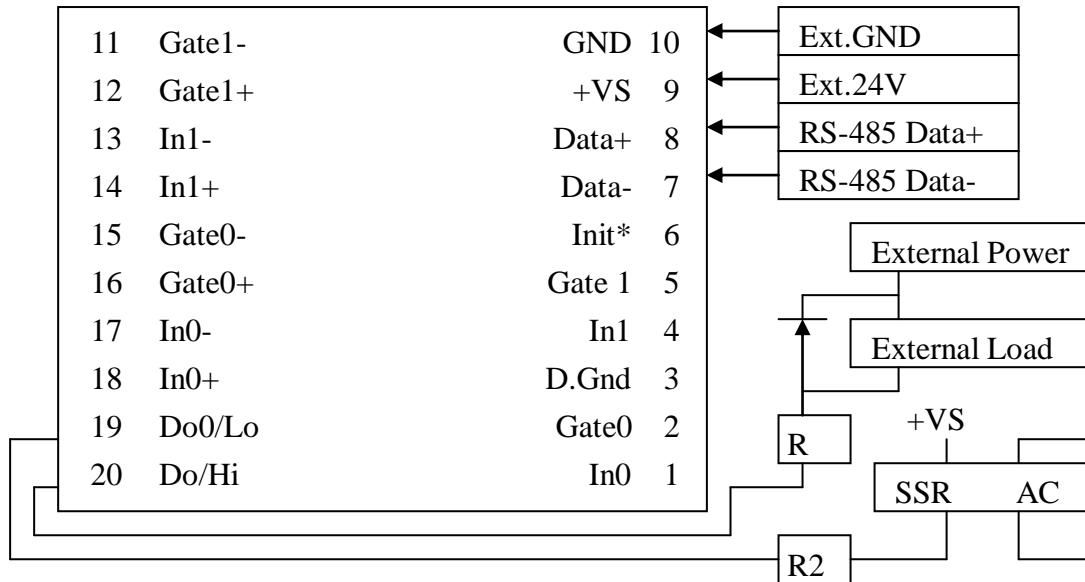 11 Gate1- GND 10
12 Gate1+ +VS 9
13 In1- Data+ 8
14 In1+ Data- 7
15 Gate0- Init* 6
16 Gate0+ Gate 1 5
17 In0- In1 4
18 In0+ D.Gnd 3
19 Do0/Lo Gate0 2
20 Do/Hi In0 1
Ext.GND
Ext.24V
RS-485 Data+
RS-485 Data-
External Power
External Load
R
+VS
SSR AC
R2